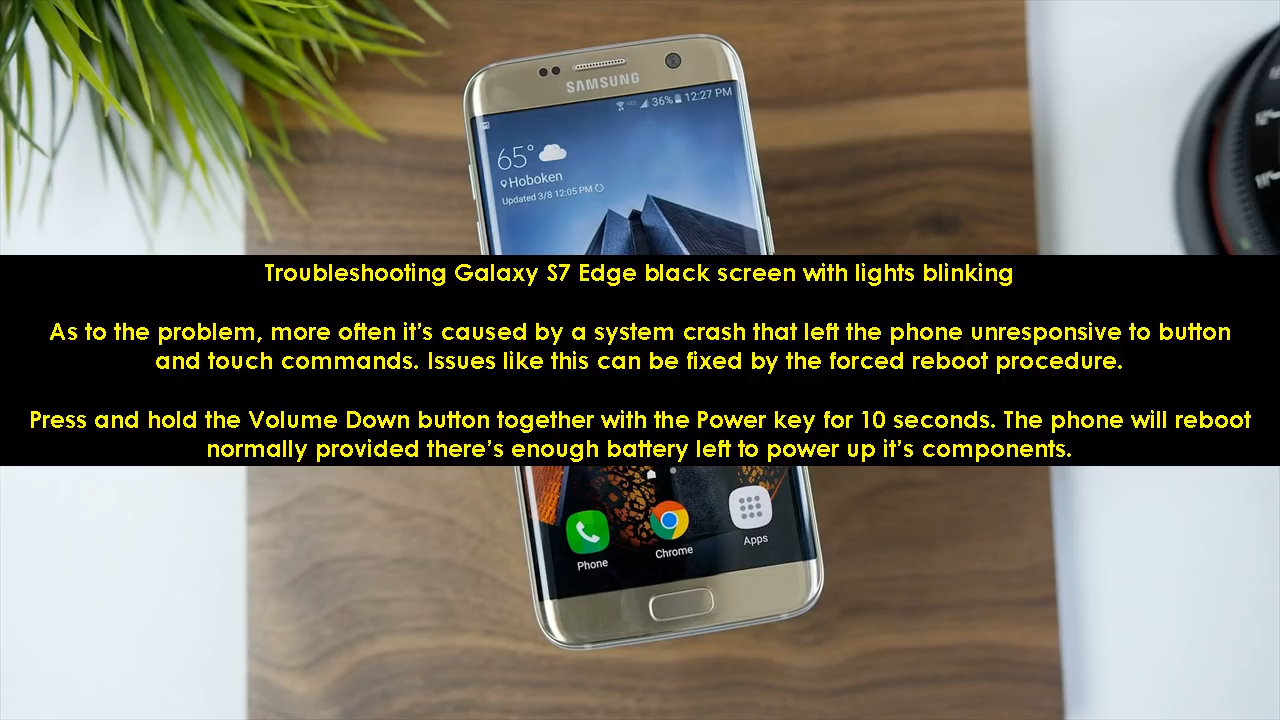 SAMSUNG
36% 12:27 PM
65°
Hoboken
Updated 3/8 12:05 PM
Troubleshooting Galaxy S7 Edge black screen with lights blinking
As to the problem, more often it's caused by a system crash that left the phone unresponsive to button
and touch commands. Issues like this can be fixed by the forced reboot procedure.
Press and hold the Volume Down button together with the Power key for 10 seconds. The phone will reboot
normally provided there's enough battery left to power up it's components.
Phone
Chrome
Apps